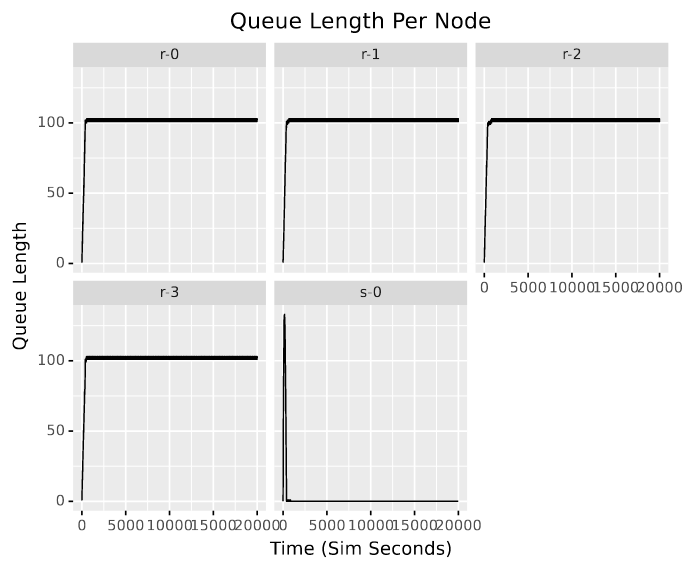 Queue Length Per Node
r-0 r-1 r-2
100
50
0
0 5000 10000 15000 20000
r-3 s-0
100
50
0
0 5000 10000 15000 20000 0 5000 10000 15000 20000
Queue Length
Time (Sim Seconds)